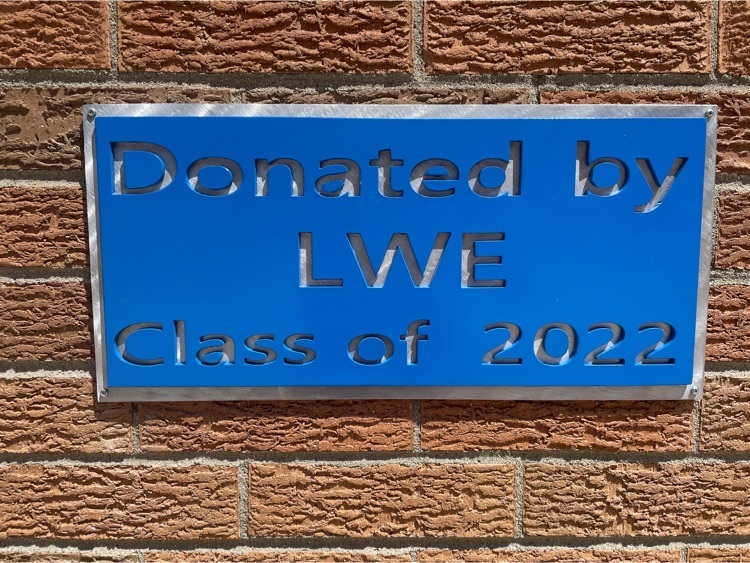 Donated by
LWE
Class of 2022